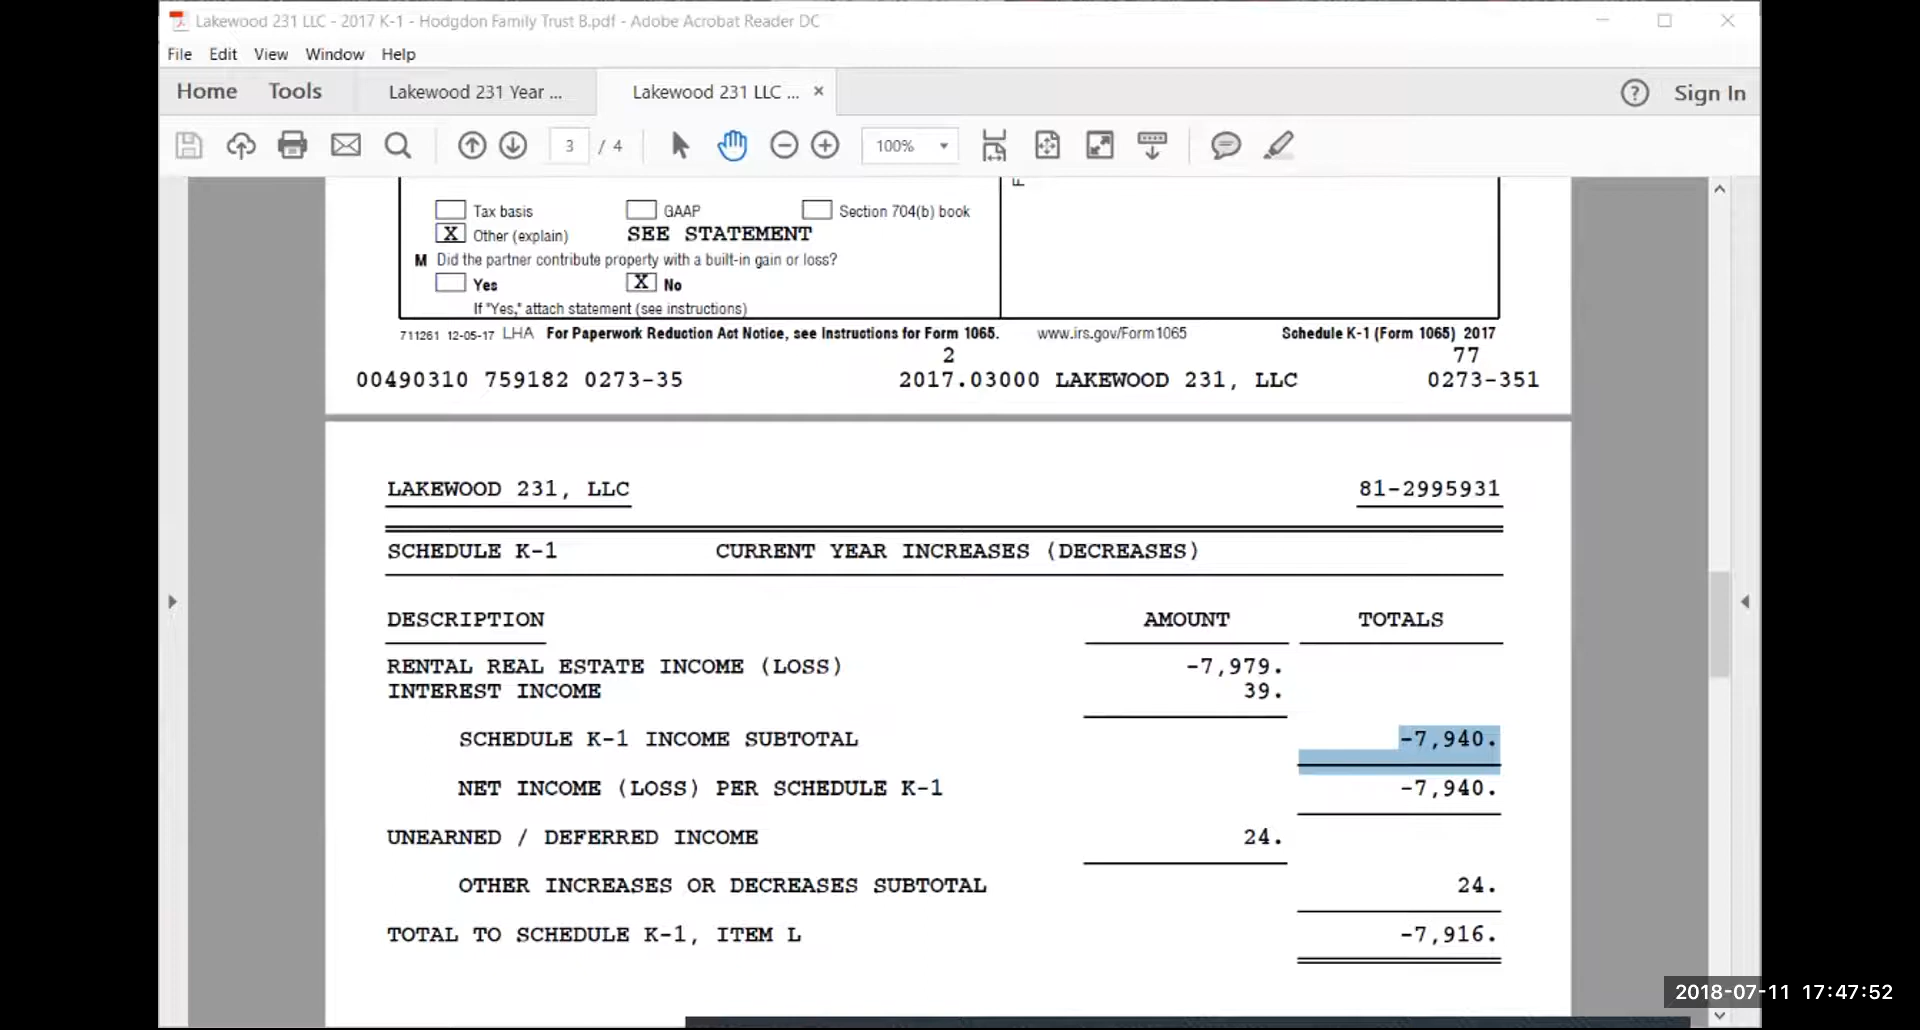 Lakewood 231 LLC - 2017 K-1 - Hodgdon Family Trust B.pdf - Adobe Acrobat Reader DC
File Edit View Window Help
Home Tools Lakewood 231 Year ... Lakewood 231 LLC ... × ? Sign In
3 / 4 100%
F
Tax basis GAAP Section 704(b) book
X Other (explain) SEE STATEMENT
M Did the partner contribute property with a built-in gain or loss?
Yes X No
If "Yes," attach statement (see instructions)
711261 12-05-17 LHA For Paperwork Reduction Act Notice, see Instructions for Form 1065. www.irs.gov/Form1065 Schedule K-1 (Form 1065) 2017
2 77
00490310 759182 0273-35 2017.03000 LAKEWOOD 231, LLC 0273-351
LAKEWOOD 231, LLC 81-2995931
SCHEDULE K-1 CURRENT YEAR INCREASES (DECREASES)
DESCRIPTION AMOUNT TOTALS
RENTAL REAL ESTATE INCOME (LOSS) -7,979.
INTEREST INCOME 39.
SCHEDULE K-1 INCOME SUBTOTAL -7,940.
NET INCOME (LOSS) PER SCHEDULE K-1 -7,940.
UNEARNED / DEFERRED INCOME 24.
OTHER INCREASES OR DECREASES SUBTOTAL 24.
TOTAL TO SCHEDULE K-1, ITEM L -7,916.
2018-07-11 17:47:52